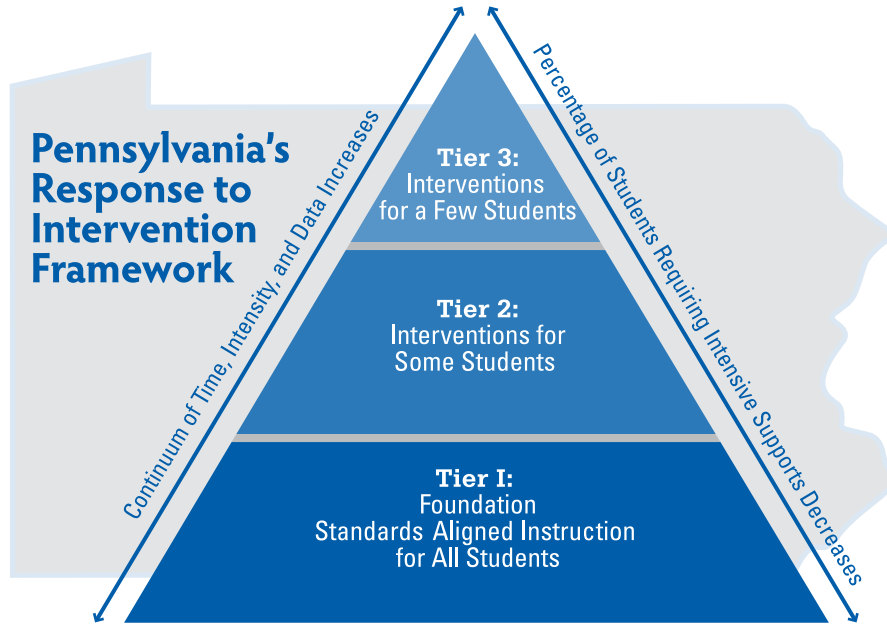 Pennsylvania's
Response to
Intervention
Framework
Continuum of Time, Intensity, and Data Increases
Percentage of Students Requiring Intensive Supports Decreases
Tier 3:
Interventions
for a Few Students
Tier 2:
Interventions for
Some Students
Tier I:
Foundation
Standards Aligned Instruction
for All Students